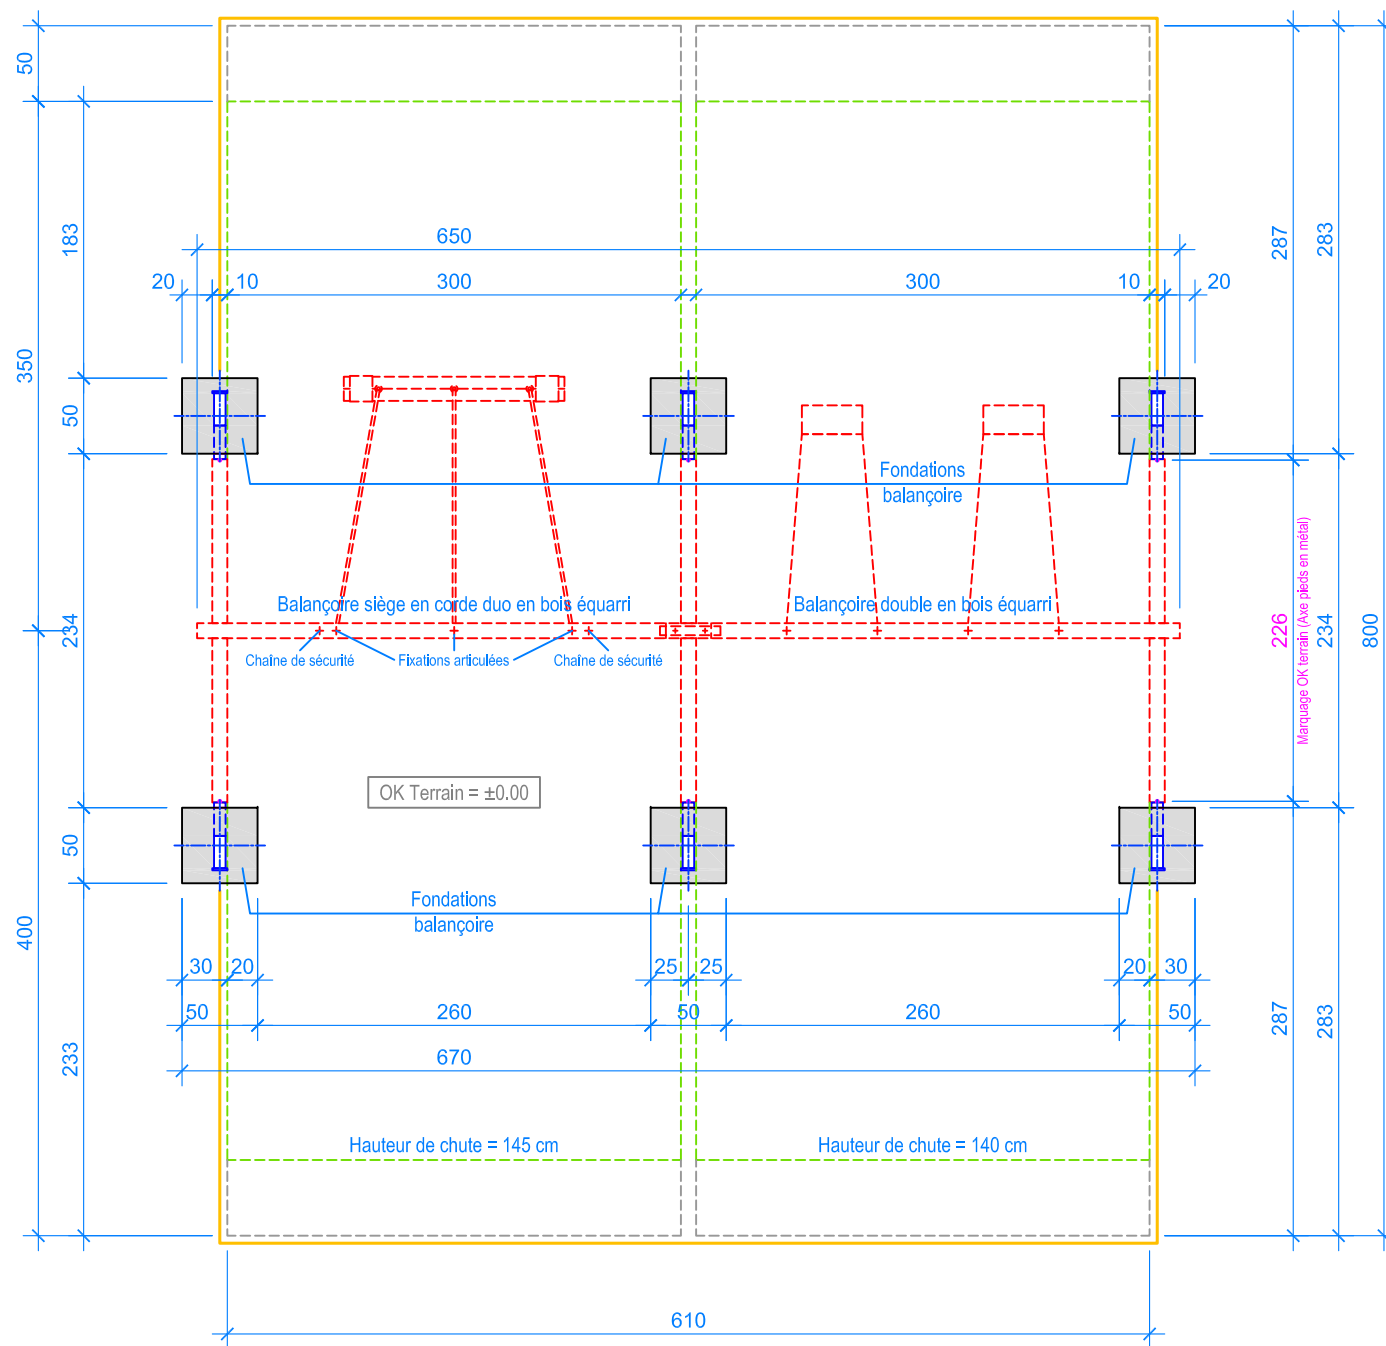 50
183
650
287
283
20
10
300
300
10
20
350
50
Fondations
balançoire
Marquage OK terrain (Axe pieds en métal)
Balançoire siège en corde duo en bois équarri
Balançoire double en bois équarri
234
226
234
800
Chaîne de sécurité
Fixations articulées
Chaîne de sécurité
OK Terrain = ±0.00
50
Fondations
balançoire
400
30
20
25
25
20
30
50
260
50
260
50
287
283
233
670
Hauteur de chute = 145 cm
Hauteur de chute = 140 cm
610